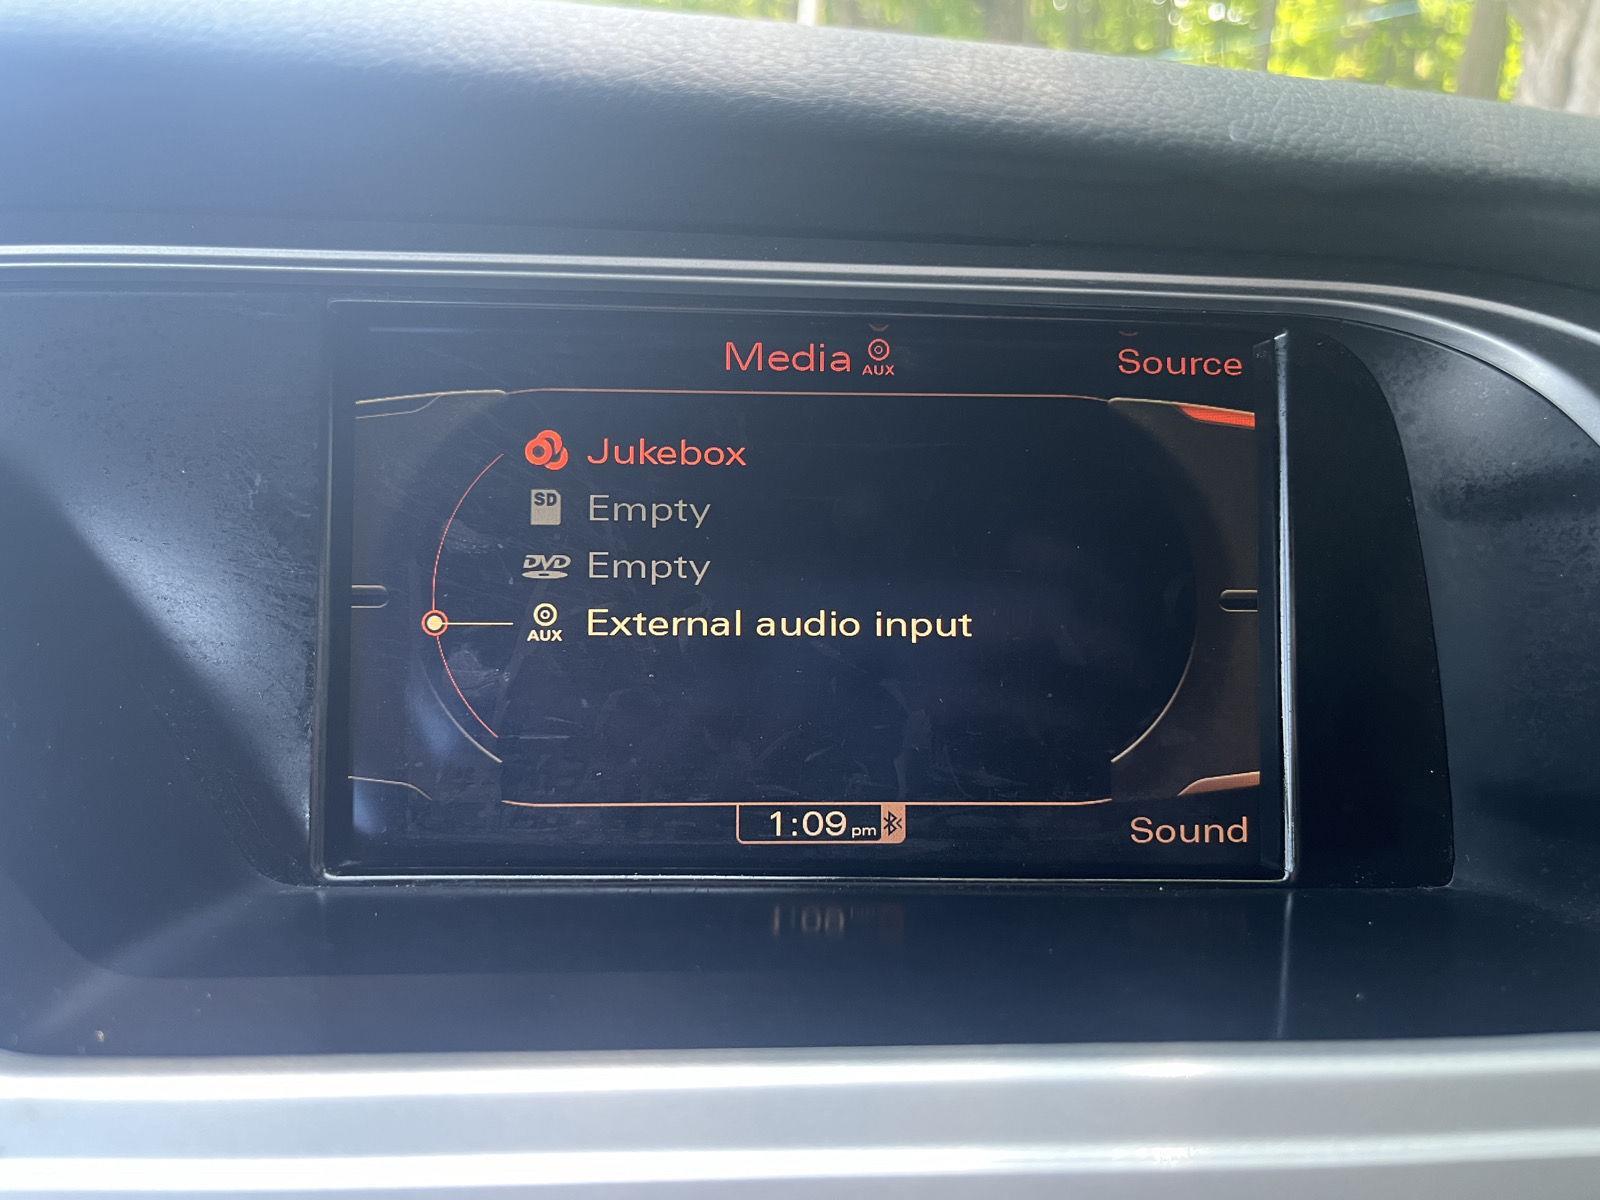 Media AUX
Source
Jukebox
SD Empty
DVD Empty
AUX External audio input
1:09 pm
Sound